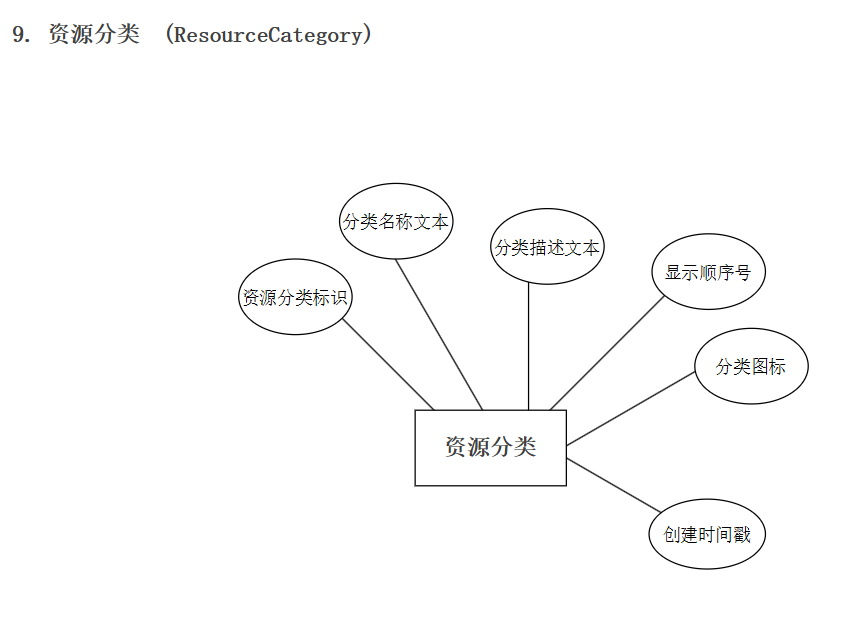 9. 资源分类 (ResourceCategory)
分类名称文本
分类描述文本
显示顺序号
资源分类标识
分类图标
资源分类
创建时间戳